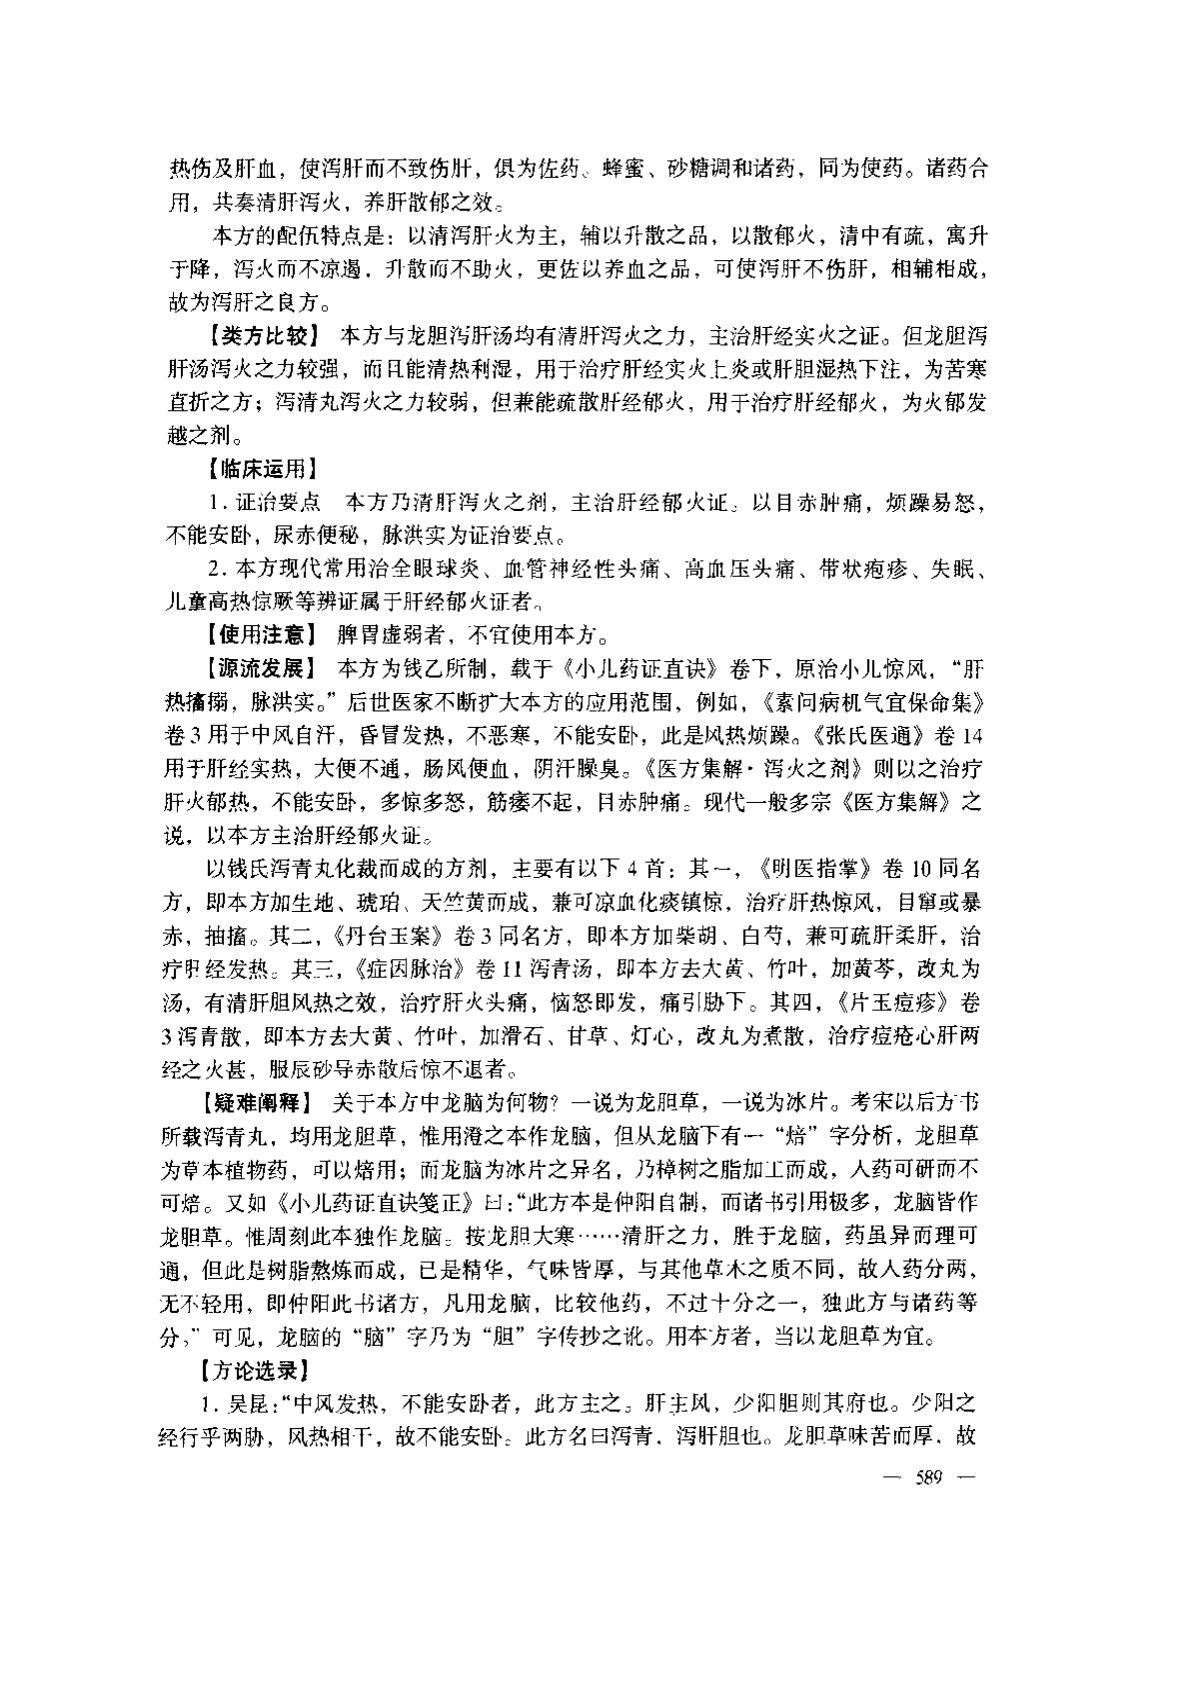 热伤及肝血，使泻肝而不致伤肝，俱为佐药、蜂蜜、砂糖调和诸药，同为使药。诸药合
用，共奏清肝泻火，养肝散郁之效。
本方的配伍特点是：以清泻肝火为主，辅以升散之品，以散郁火，清中有疏，寓升
于降，泻火而不凉遏，升散而不助火，更佐以养血之品，可使泻肝不伤肝，相辅相成，
故为泻肝之良方。
【类方比较】 本方与龙胆泻肝汤均有清肝泻火之力，主治肝经实火之证。但龙胆泻
肝汤泻火之力较强，而且能清热利湿，用于治疗肝经实火上炎或肝胆湿热下注，为苦寒
直折之方；泻清丸泻火之力较弱，但兼能疏散肝经郁火，用于治疗肝经郁火，为火郁发
越之剂。
【临床运用】
1. 证治要点 本方乃清肝泻火之剂，主治肝经郁火证。以目赤肿痛，烦躁易怒，
不能安卧，尿赤便秘，脉洪实为证治要点。
2. 本方现代常用治全眼球炎、血管神经性头痛、高血压头痛、带状疱疹、失眠、
儿童高热惊厥等辨证属于肝经郁火证者。
【使用注意】 脾胃虚弱者，不宜使用本方。
【源流发展】 本方为钱乙所制，载于《小儿药证直诀》卷下，原治小儿惊风，“肝
热搐搦，脉洪实。”后世医家不断扩大本方的应用范围，例如，《素问病机气宜保命集》
卷 3 用于中风自汗，昏冒发热，不恶寒，不能安卧，此是风热烦躁。《张氏医通》卷 14
用于肝经实热，大便不通，肠风便血，阴汗臊臭。《医方集解·泻火之剂》则以之治疗
肝火郁热，不能安卧，多惊多怒，筋痿不起，目赤肿痛。现代一般多宗《医方集解》之
说，以本方主治肝经郁火证。
以钱氏泻青丸化裁而成的方剂，主要有以下 4 首：其一，《明医指掌》卷 10 同名
方，即本方加生地、琥珀、天竺黄而成，兼可凉血化痰镇惊，治疗肝热惊风，目窜或暴
赤，抽搐。其二，《丹台玉案》卷 3 同名方，即本方加柴胡、白芍，兼可疏肝柔肝，治
疗肝经发热。其三，《症因脉治》卷 11 泻青汤，即本方去大黄、竹叶，加黄芩，改丸为
汤，有清肝胆风热之效，治疗肝火头痛，恼怒即发，痛引胁下。其四，《片玉痘疹》卷
3 泻青散，即本方去大黄、竹叶，加滑石、甘草、灯心，改丸为煮散，治疗痘疮心肝两
经之火甚，服辰砂导赤散后惊不退者。
【疑难阐释】 关于本方中龙脑为何物？一说为龙胆草，一说为冰片。考宋以后方书
所载泻青丸，均用龙胆草，惟用澄之本作龙脑，但从龙脑下有一“焙”字分析，龙胆草
为草本植物药，可以焙用；而龙脑为冰片之异名，乃樟树之脂加工而成，人药可研而不
可焙。又如《小儿药证直诀笺正》曰：“此方本是仲阳自制，而诸书引用极多，龙脑皆作
龙胆草。惟周刻此本独作龙脑。按龙胆大寒……清肝之力，胜于龙脑，药虽异而理可
通，但此是树脂熬炼而成，已是精华，气味皆厚，与其他草木之质不同，故人药分两，
无不轻用，即仲阳此书诸方，凡用龙脑，比较他药，不过十分之一，独此方与诸药等
分，”可见，龙脑的“脑”字乃为“胆”字传抄之讹。用本方者，当以龙胆草为宜。
【方论选录】
1. 吴昆：“中风发热，不能安卧者，此方主之。肝主风，少阳胆则其府也。少阳之
经行乎两胁，风热相干，故不能安卧。此方名曰泻青，泻肝胆也。龙胆草味苦而厚，故
— 589 —